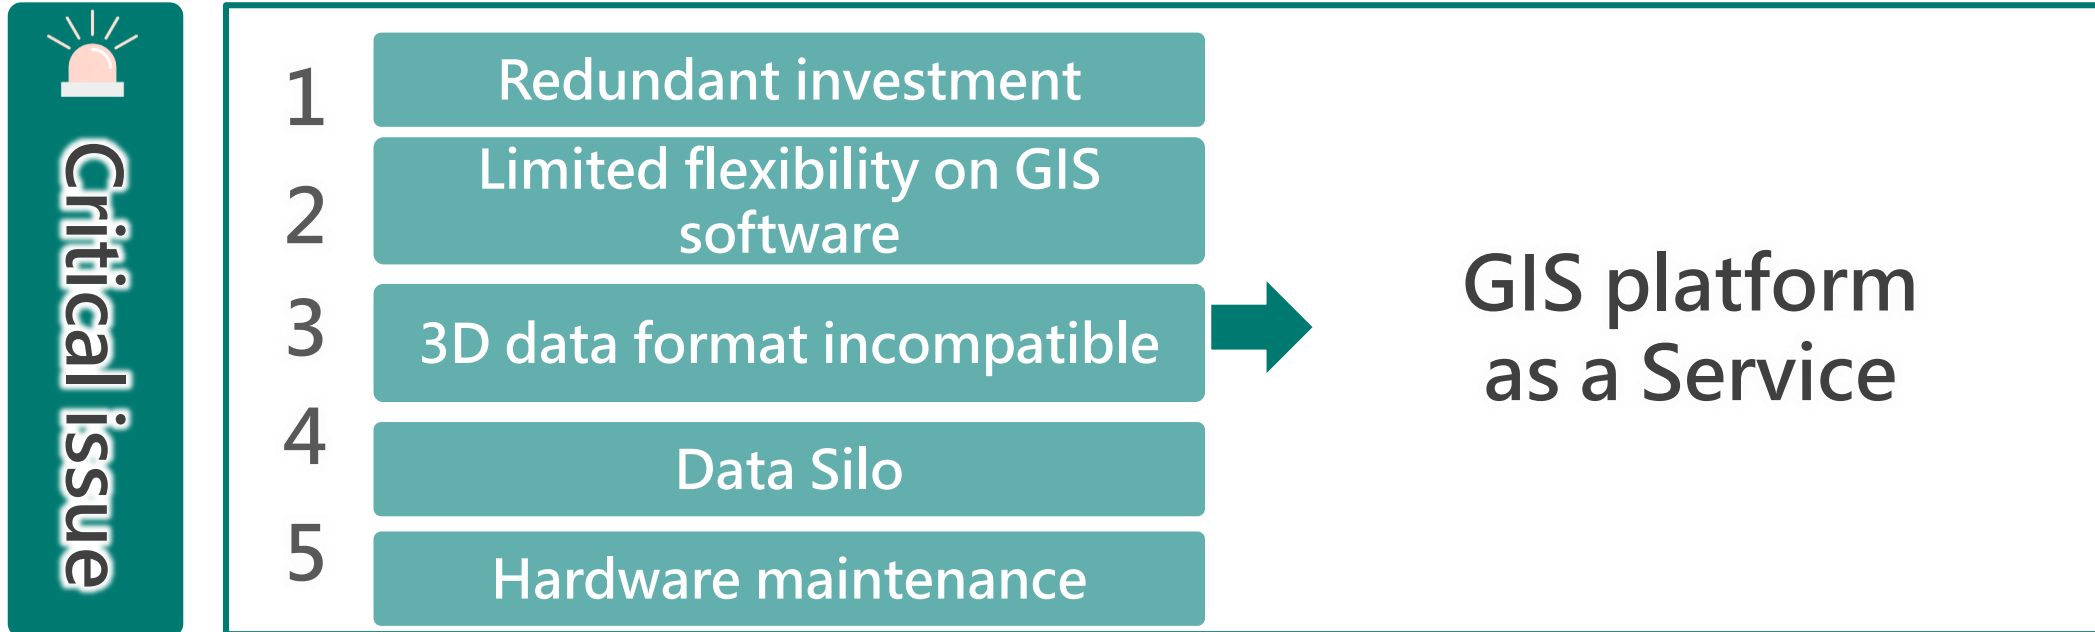 Critical issue
1
Redundant investment
2
Limited flexibility on GIS
software
3
3D data format incompatible
4
Data Silo
5
Hardware maintenance
GIS platform
as a Service